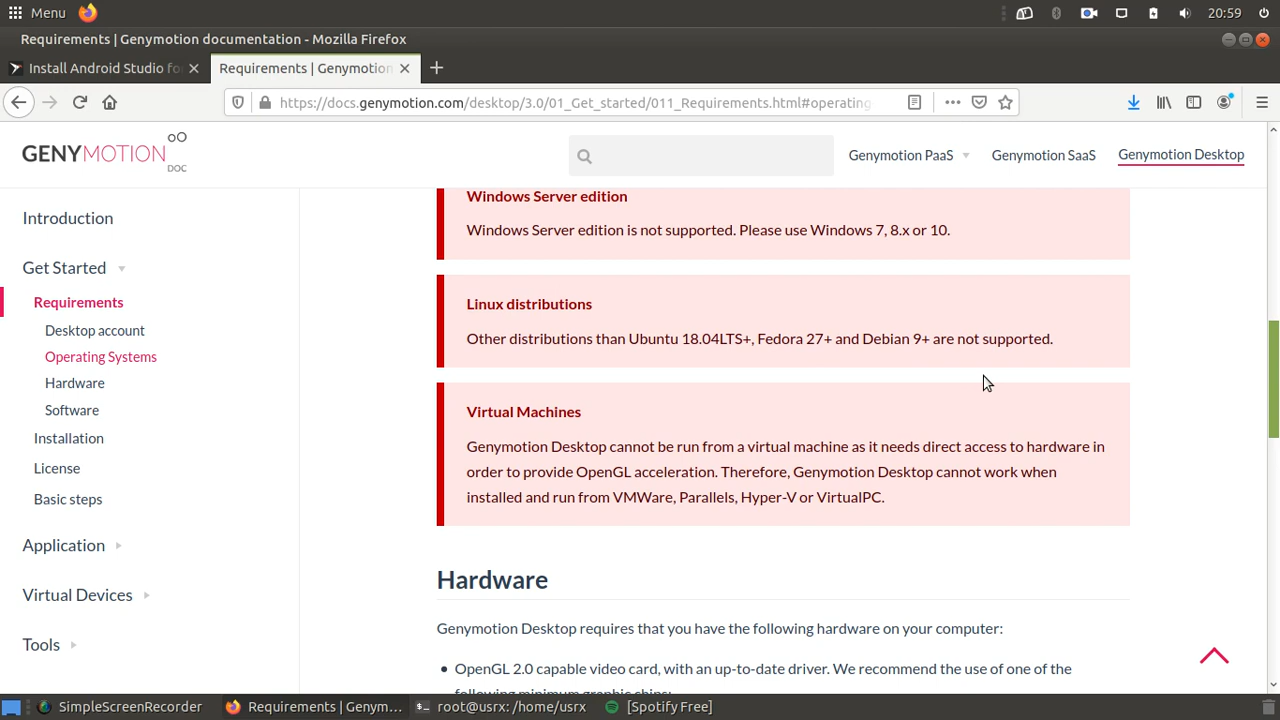 Menu
20:59
Requirements | Genymotion documentation - Mozilla Firefox
Install Android Studio fo
Requirements | Genymotion
https://docs.genymotion.com/desktop/3.0/01_Get_started/011_Requirements.html#operating
GENYMOTION
DOC
Genymotion PaaS
Genymotion SaaS
Genymotion Desktop
Introduction
Get Started
Requirements
Desktop account
Operating Systems
Hardware
Software
Installation
License
Basic steps
Application
Virtual Devices
Tools
Windows Server edition
Windows Server edition is not supported. Please use Windows 7, 8.x or 10.
Linux distributions
Other distributions than Ubuntu 18.04LTS+, Fedora 27+ and Debian 9+ are not supported.
Virtual Machines
Genymotion Desktop cannot be run from a virtual machine as it needs direct access to hardware in
order to provide OpenGL acceleration. Therefore, Genymotion Desktop cannot work when
installed and run from VMWare, Parallels, Hyper-V or VirtualPC.
Hardware
Genymotion Desktop requires that you have the following hardware on your computer:
OpenGL 2.0 capable video card, with an up-to-date driver. We recommend the use of one of the
following minimum graphic chips:
SimpleScreenRecorder
Requirements | Genym...
root@usrx: /home/usrx
[Spotify Free]